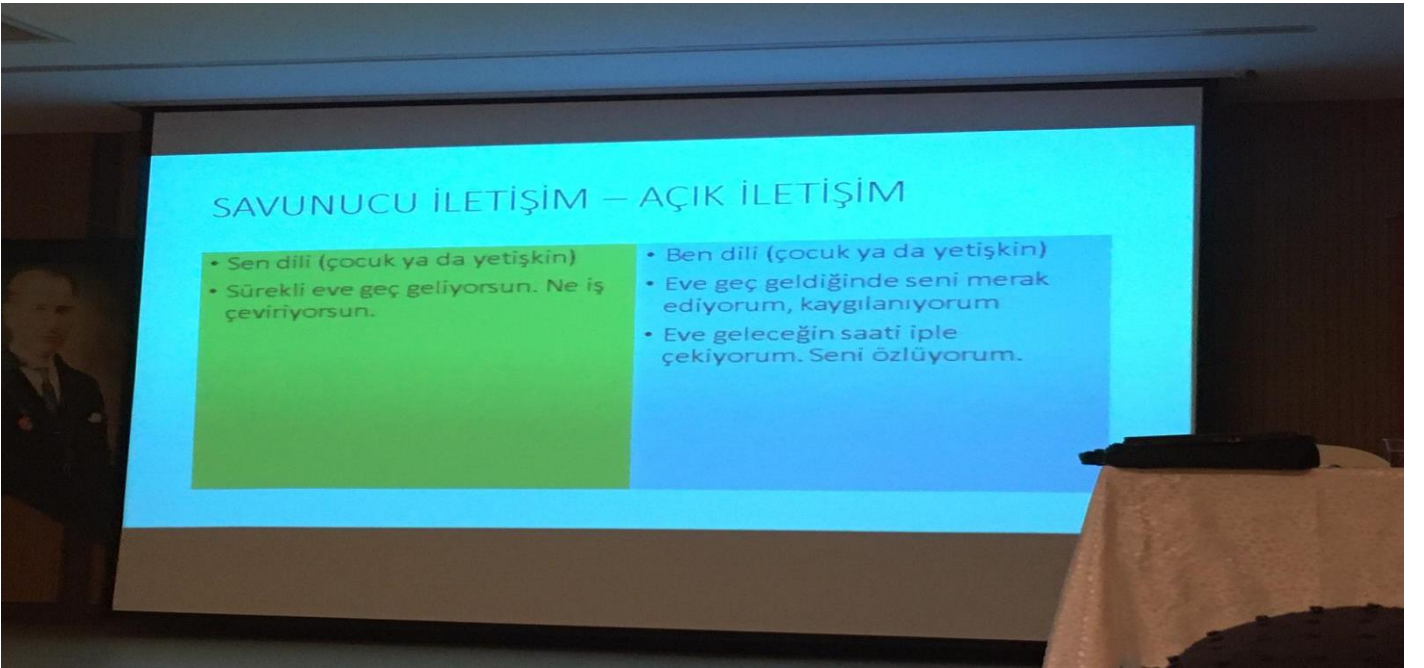 SAVUNUCU İLETİŞİM – AÇIK İLETİŞİM
• Sen dili (çocuk ya da yetişkin)
• Sürekli eve geç geliyorsun. Ne iş
çeviriyorsun.
• Ben dili (çocuk ya da yetişkin)
• Eve geç geldiğinde seni merak
ediyorum, kaygılanıyorum
• Eve geleceğin saati iple
çekiyorum. Seni özlüyorum.